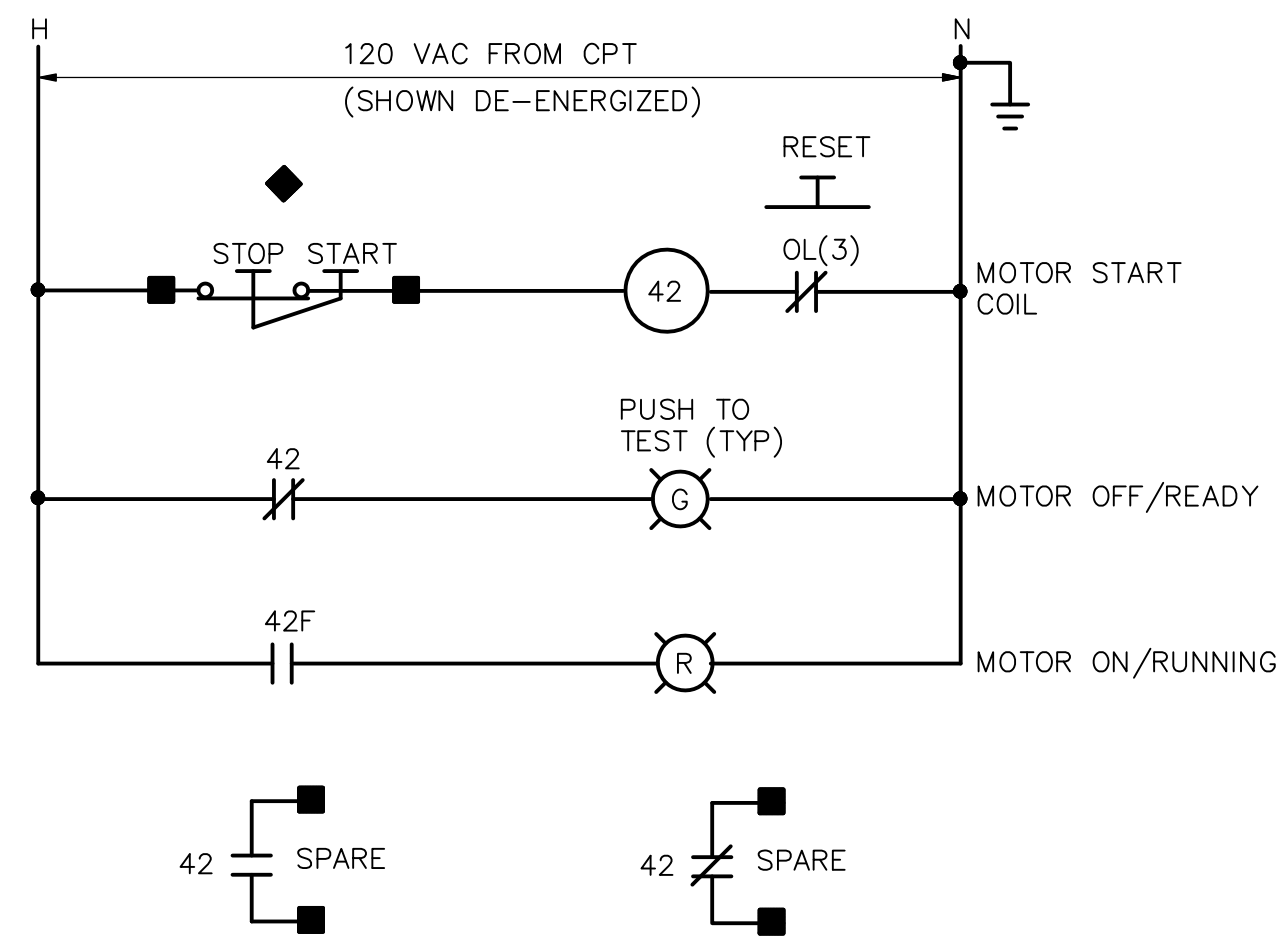 H
N
120 VAC FROM CPT
(SHOWN DE-ENERGIZED)
RESET
STOP START
OL(3)
42
MOTOR START
COIL
PUSH TO
TEST (TYP)
42
G
MOTOR OFF/READY
42F
R
MOTOR ON/RUNNING
42 SPARE
42 SPARE